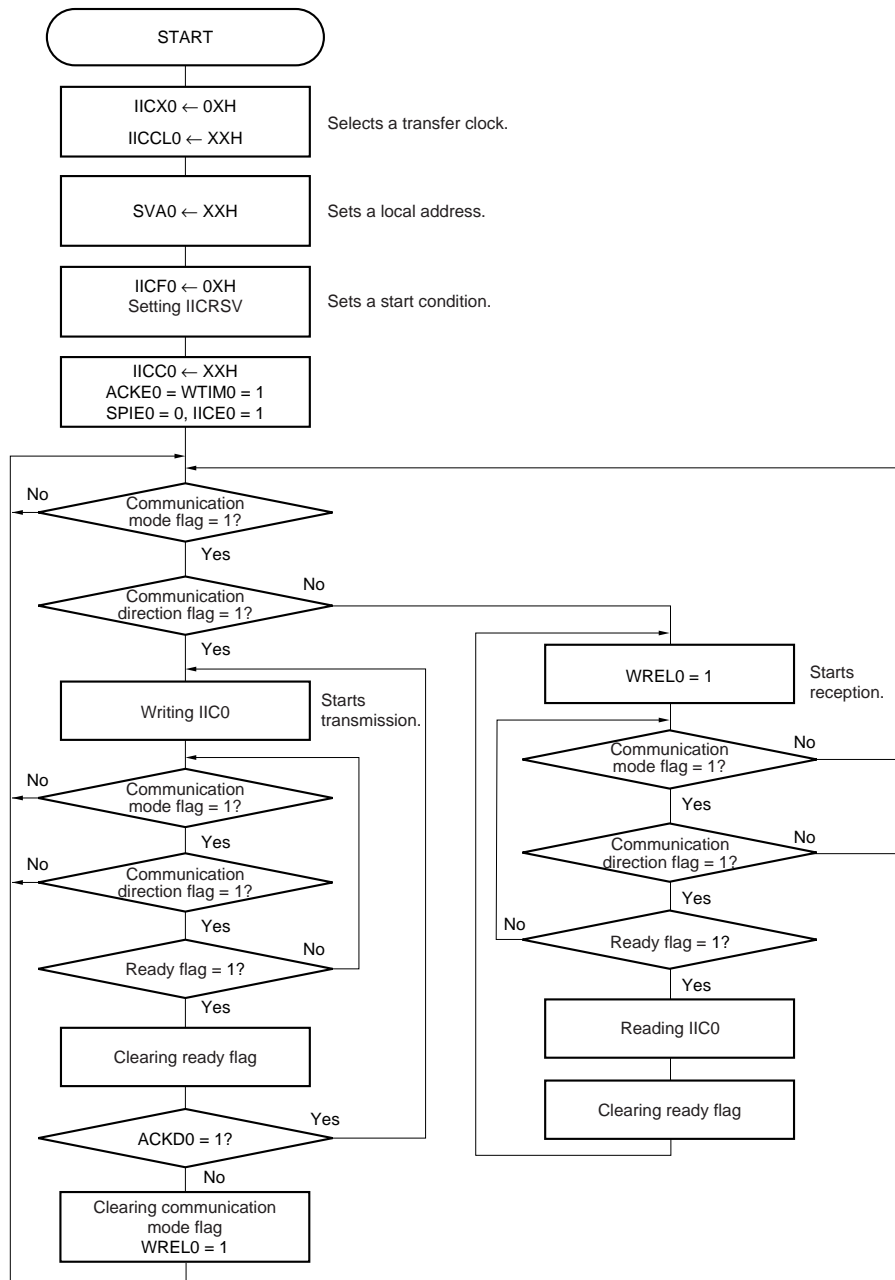 START
IICX0 ← 0XH
IICCL0 ← XXH
Selects a transfer clock.
SVA0 ← XXH
Sets a local address.
IICF0 ← 0XH
Setting IICRSV
Sets a start condition.
IICC0 ← XXH
ACKE0 = WTIM0 = 1
SPIE0 = 0, IICE0 = 1
No
Communication
mode flag = 1?
Yes
No
Communication
direction flag = 1?
Yes
Writing IIC0
Starts
transmission.
No
Communication
mode flag = 1?
Yes
No
Communication
direction flag = 1?
Yes
No
Ready flag = 1?
Yes
Clearing ready flag
Yes
ACKD0 = 1?
No
Clearing communication
mode flag
WREL0 = 1
WREL0 = 1
Starts
reception.
No
Communication
mode flag = 1?
Yes
No
Communication
direction flag = 1?
Yes
No
Ready flag = 1?
Yes
Reading IIC0
Clearing ready flag